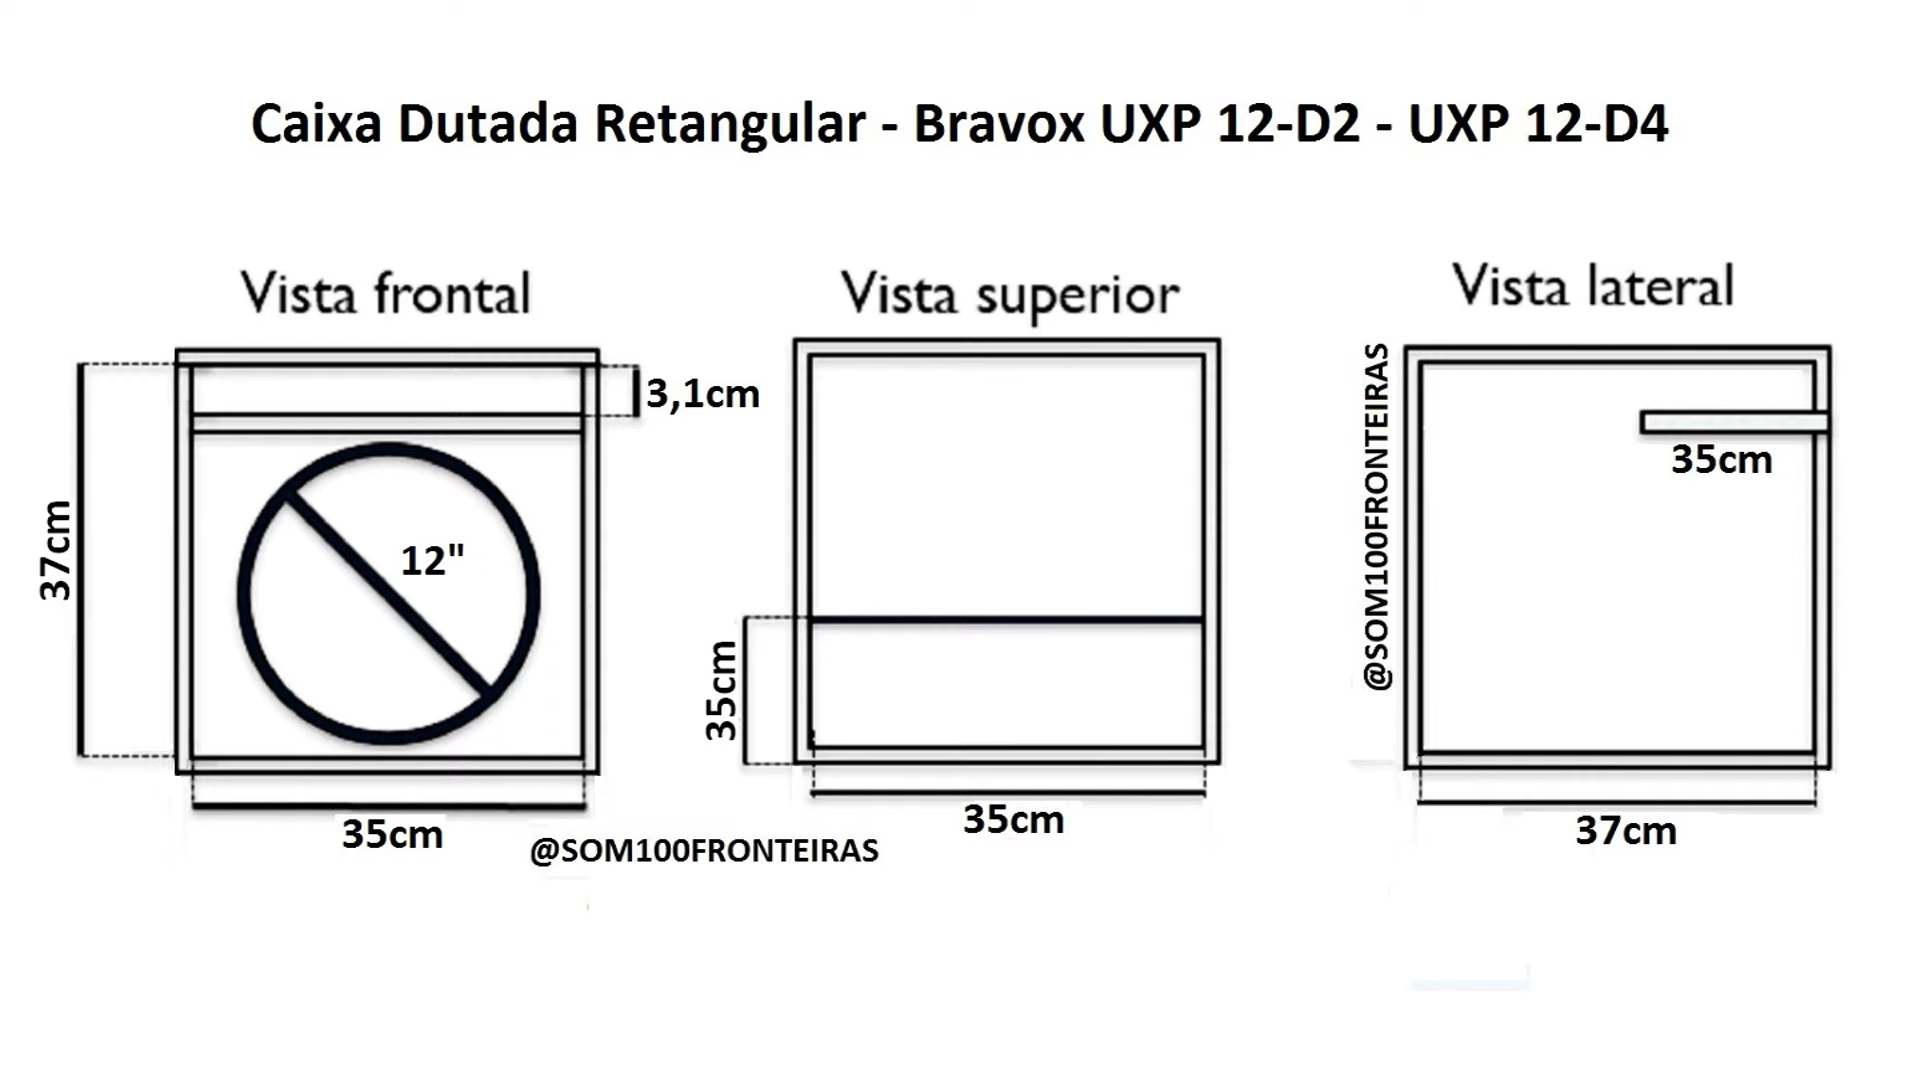 Caixa Dutada Retangular - Bravox UXP 12-D2 - UXP 12-D4
Vista frontal
Vista superior
Vista lateral
3,1cm
37cm
12"
35cm
35cm
35cm
@SOM100FRONTEIRAS
35cm
37cm
@SOM100FRONTEIRAS